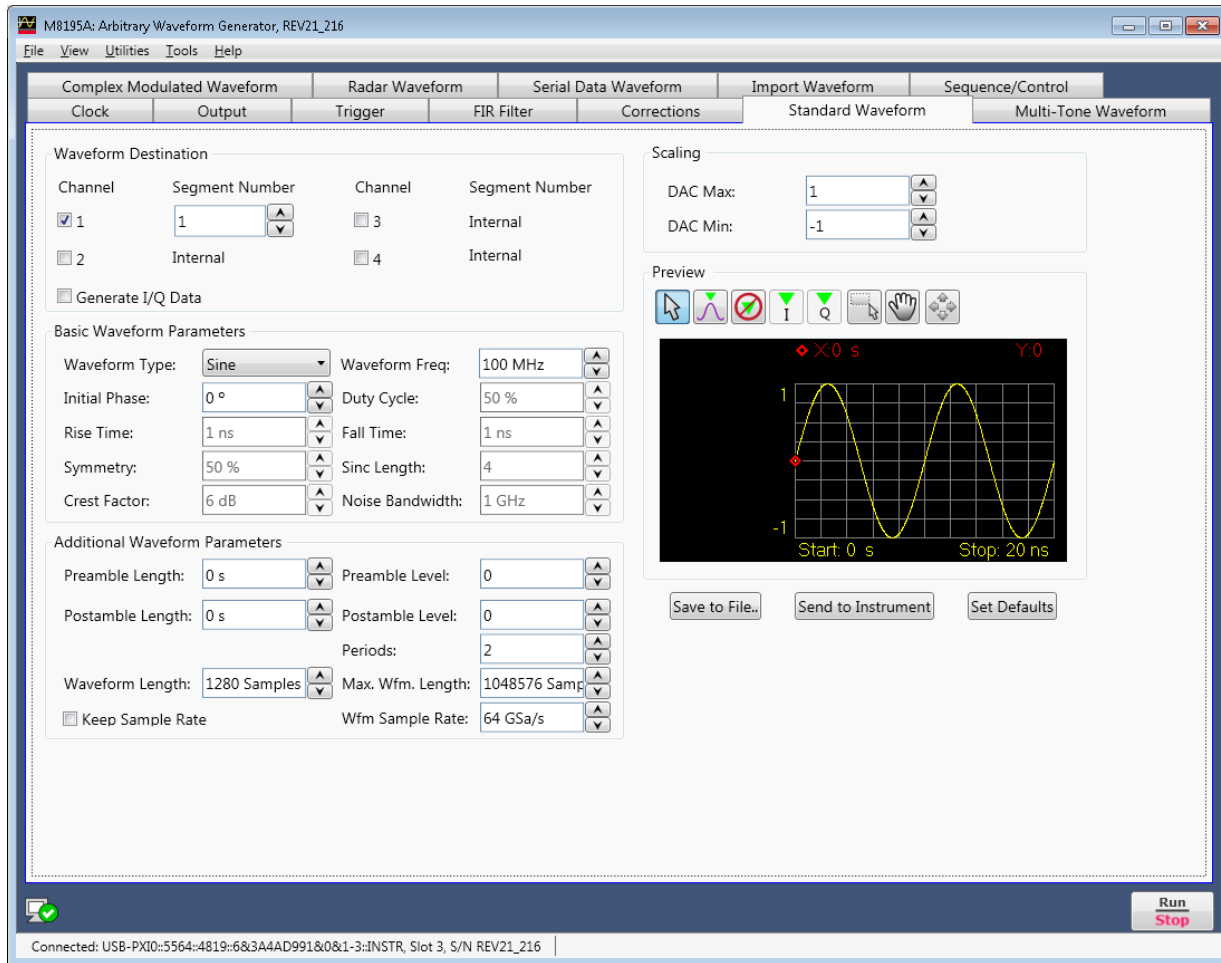 M8195A: Arbitrary Waveform Generator, REV21_216
File View Utilities Tools Help
Complex Modulated Waveform Radar Waveform Serial Data Waveform Import Waveform Sequence/Control
Clock Output Trigger FIR Filter Corrections Standard Waveform Multi-Tone Waveform
Waveform Destination
Channel Segment Number Channel Segment Number
1 1 3 Internal
2 Internal 4 Internal
Generate I/Q Data
Basic Waveform Parameters
Waveform Type: Sine Waveform Freq: 100 MHz
Initial Phase: 0 º Duty Cycle: 50 %
Rise Time: 1 ns Fall Time: 1 ns
Symmetry: 50 % Sinc Length: 4
Crest Factor: 6 dB Noise Bandwidth: 1 GHz
Additional Waveform Parameters
Preamble Length: 0 s Preamble Level: 0
Postamble Length: 0 s Postamble Level: 0
Periods: 2
Waveform Length: 1280 Samples Max. Wfm. Length: 1048576 Samp
Keep Sample Rate Wfm Sample Rate: 64 GSa/s
Scaling
DAC Max: 1
DAC Min: -1
Preview
I Q
X:0 s Y:0
1
-1
Start: 0 s Stop: 20 ns
Save to File.. Send to Instrument Set Defaults
Run
Stop
Connected: USB-PXI0::5564::4819::6&3A4AD991&0&1-3::INSTR, Slot 3, S/N REV21_216